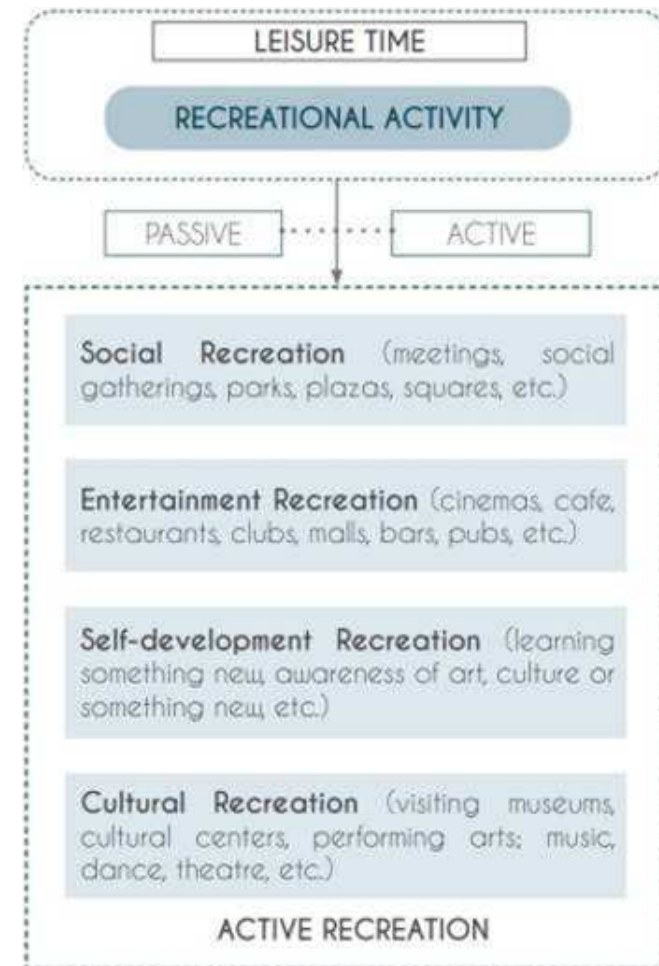 LEISURE TIME
RECREATIONAL ACTIVITY
PASSIVE
ACTIVE
Social Recreation (meetings, social
gatherings, parks, plazas, squares, etc.)
Entertainment Recreation (cinemas, cafe,
restaurants, clubs, malls, bars, pubs, etc.)
Self-development Recreation (learning
something new, awareness of art, culture or
something new, etc.)
Cultural Recreation (visiting museums,
cultural centers, performing arts; music,
dance, theatre, etc.)
ACTIVE RECREATION